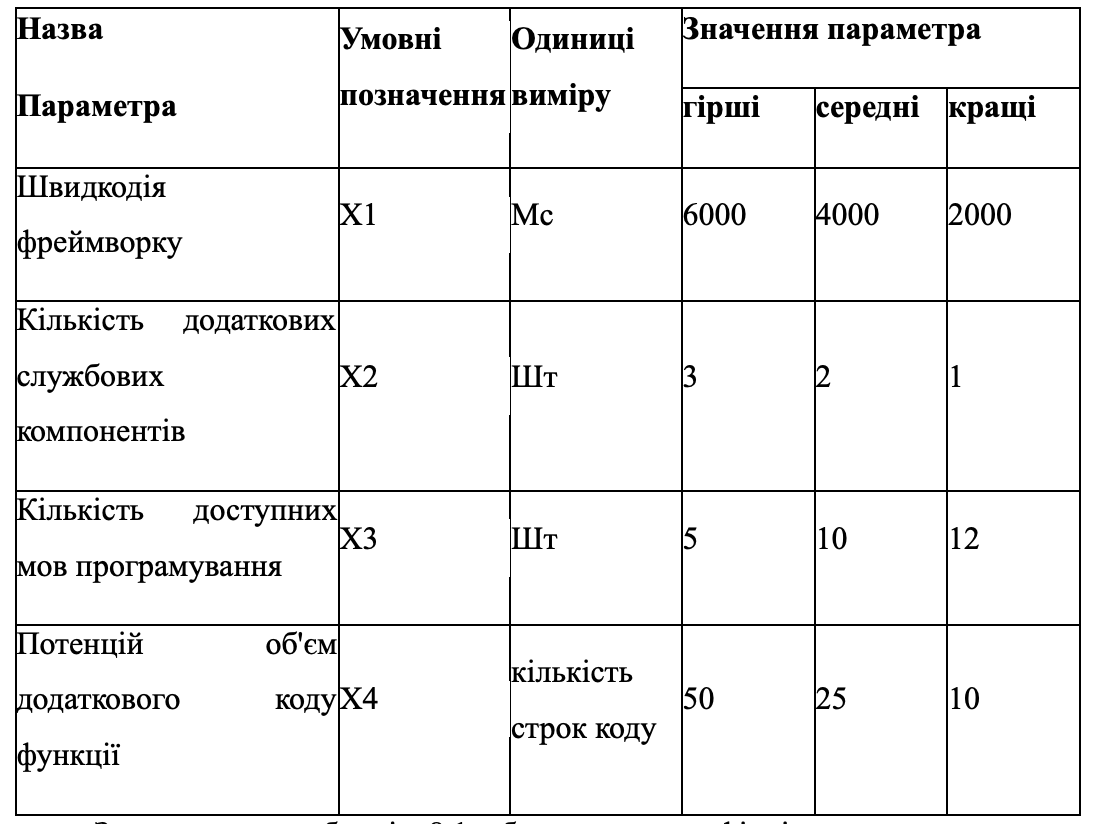 Назва
Параметра
Умовні
позначення
Одиниці
виміру
Значення параметра
гірші
середні
кращі
Швидкодія
фреймворку
X1
Мс
6000
4000
2000
Кількість додаткових
службових
компонентів
X2
Шт
3
2
1
Кількість доступних
мов програмування
X3
Шт
5
10
12
Потенцій об'єм
додаткового коду
функції
X4
кількість
строк коду
50
25
10